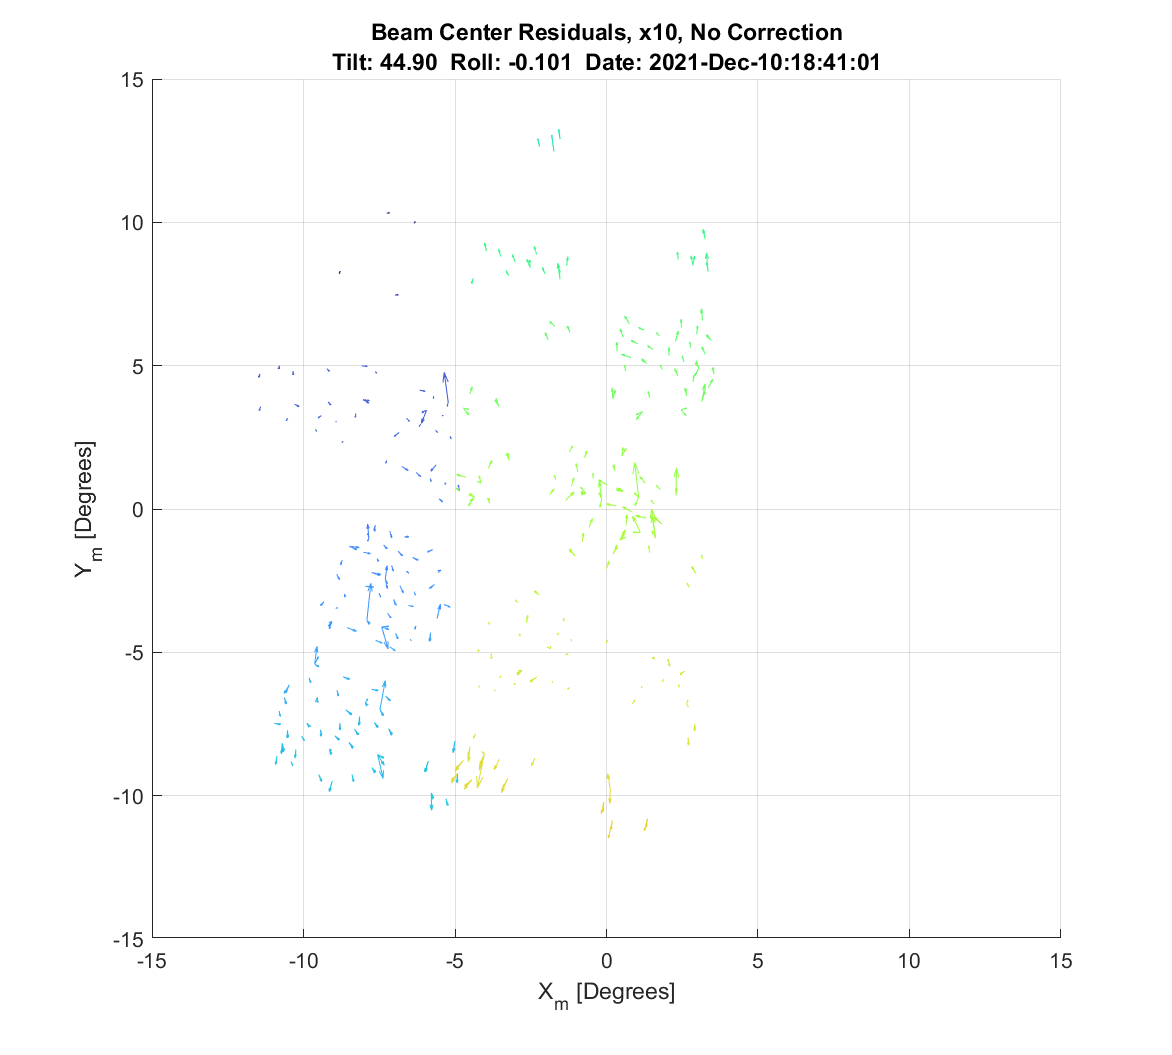 Beam Center Residuals, x10, No Correction
Tilt: 44.90 Roll: -0.101 Date: 2021-Dec-10:18:41:01
15
10
5
0
-5
-10
-15
Y_m [Degrees]
-15 -10 -5 0 5 10 15
X_m [Degrees]